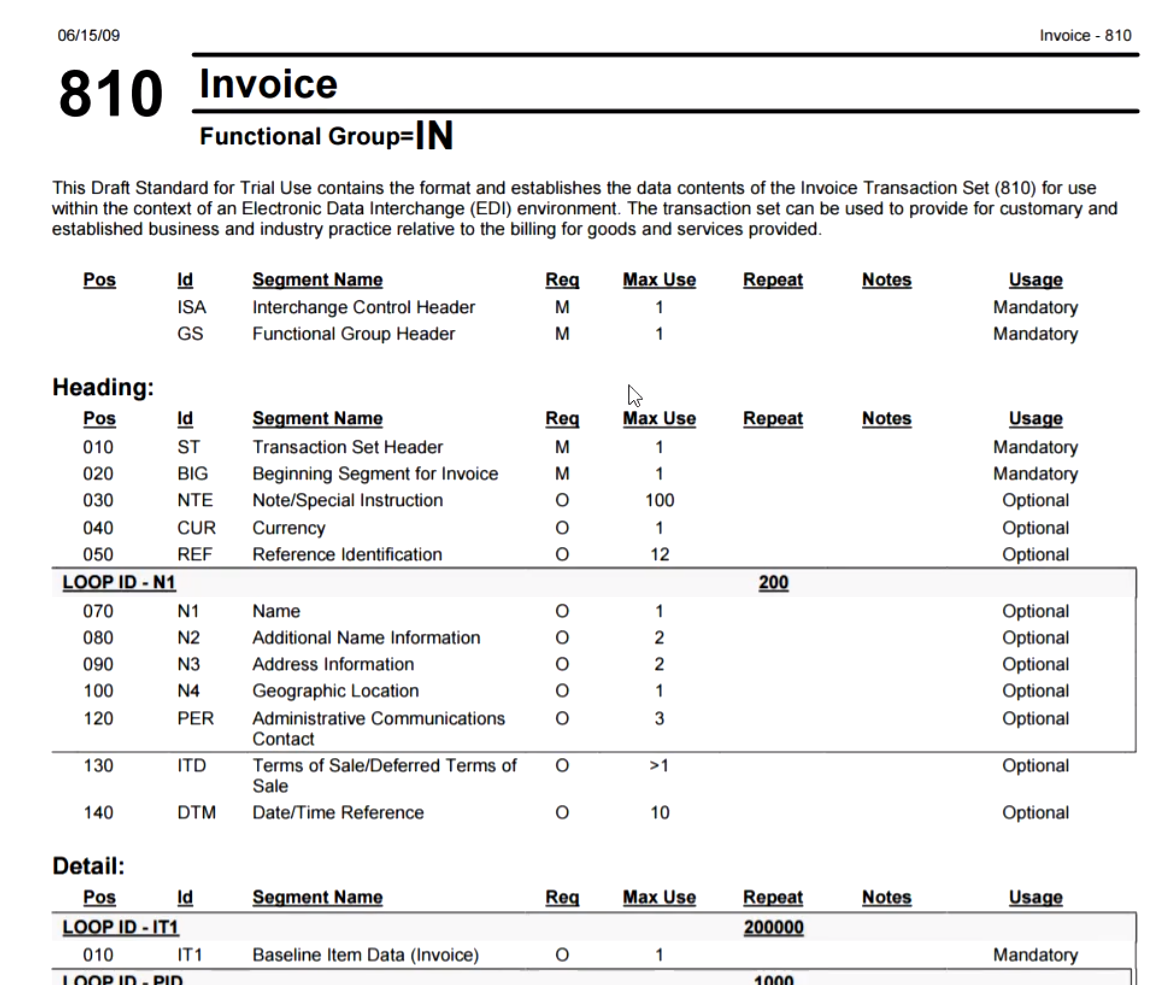 06/15/09 Invoice - 810
810 Invoice
Functional Group=IN
This Draft Standard for Trial Use contains the format and establishes the data contents of the Invoice Transaction Set (810) for use
within the context of an Electronic Data Interchange (EDI) environment. The transaction set can be used to provide for customary and
established business and industry practice relative to the billing for goods and services provided.
Pos Id Segment Name Req Max Use Repeat Notes Usage
ISA Interchange Control Header M 1 Mandatory
GS Functional Group Header M 1 Mandatory
Heading:
Pos Id Segment Name Req Max Use Repeat Notes Usage
010 ST Transaction Set Header M 1 Mandatory
020 BIG Beginning Segment for Invoice M 1 Mandatory
030 NTE Note/Special Instruction O 100 Optional
040 CUR Currency O 1 Optional
050 REF Reference Identification O 12 Optional
LOOP ID - N1 200
070 N1 Name O 1 Optional
080 N2 Additional Name Information O 2 Optional
090 N3 Address Information O 2 Optional
100 N4 Geographic Location O 1 Optional
120 PER Administrative Communications O 3 Optional
Contact
130 ITD Terms of Sale/Deferred Terms of O >1 Optional
Sale
140 DTM Date/Time Reference O 10 Optional
Detail:
Pos Id Segment Name Req Max Use Repeat Notes Usage
LOOP ID - IT1 200000
010 IT1 Baseline Item Data (Invoice) O 1 Mandatory
LOOP ID - PID 1000